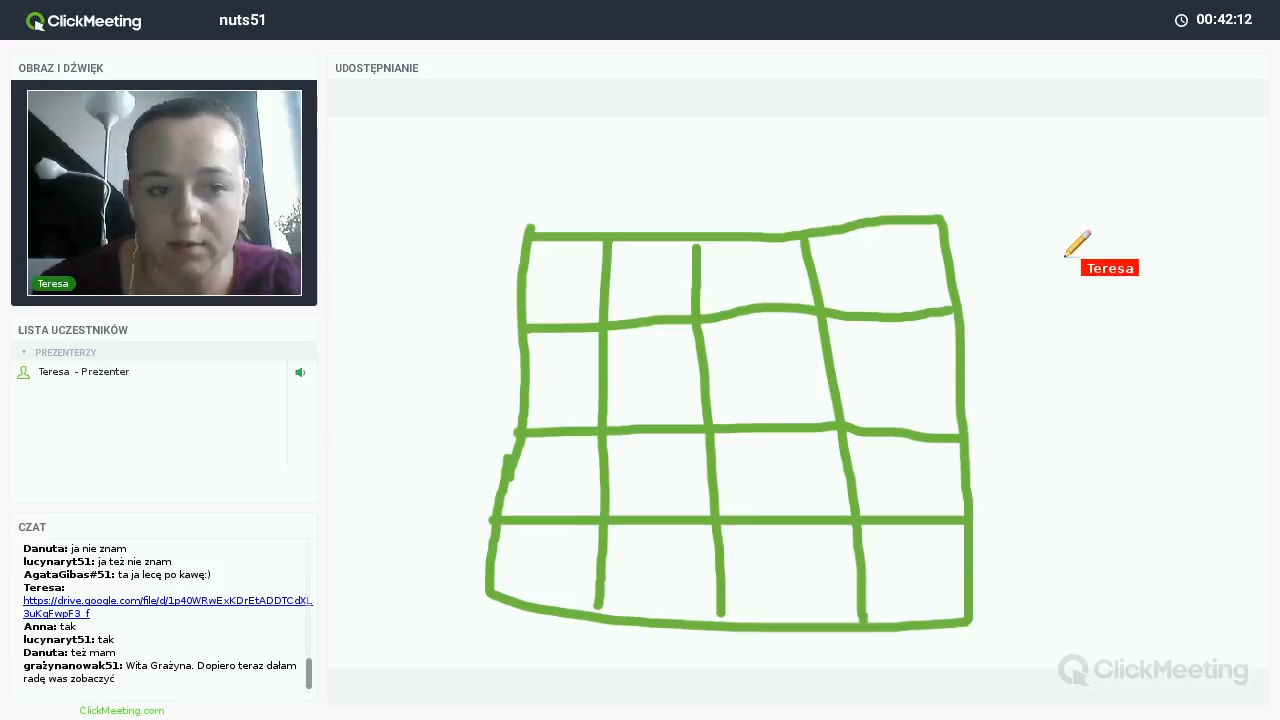 ClickMeeting
nuts51
00:42:12
OBRAZ I DŹWIĘK
UDOSTĘPNIANIE
Teresa
Teresa
LISTA UCZESTNIKÓW
PREZENTERZY
Teresa - Prezenter
CZAT
Danuta: ja nie znam
lucynaryt51: ja też nie znam
AgataGibas#51: ta ja lecę po kawę:)
Teresa:
https://drive.google.com/file/d/1p40WRwExKDrEtADDTCdXL
3uKqFwpF3_f
Anna: tak
lucynaryt51: tak
Danuta: też mam
grażynanowak51: Wita Grażyna. Dopiero teraz dałam
radę was zobaczyć
ClickMeeting
ClickMeeting.com